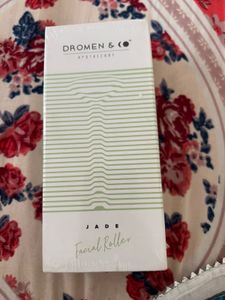 DROMEN & CO
APOTHECARY
JADE
Facial Roller